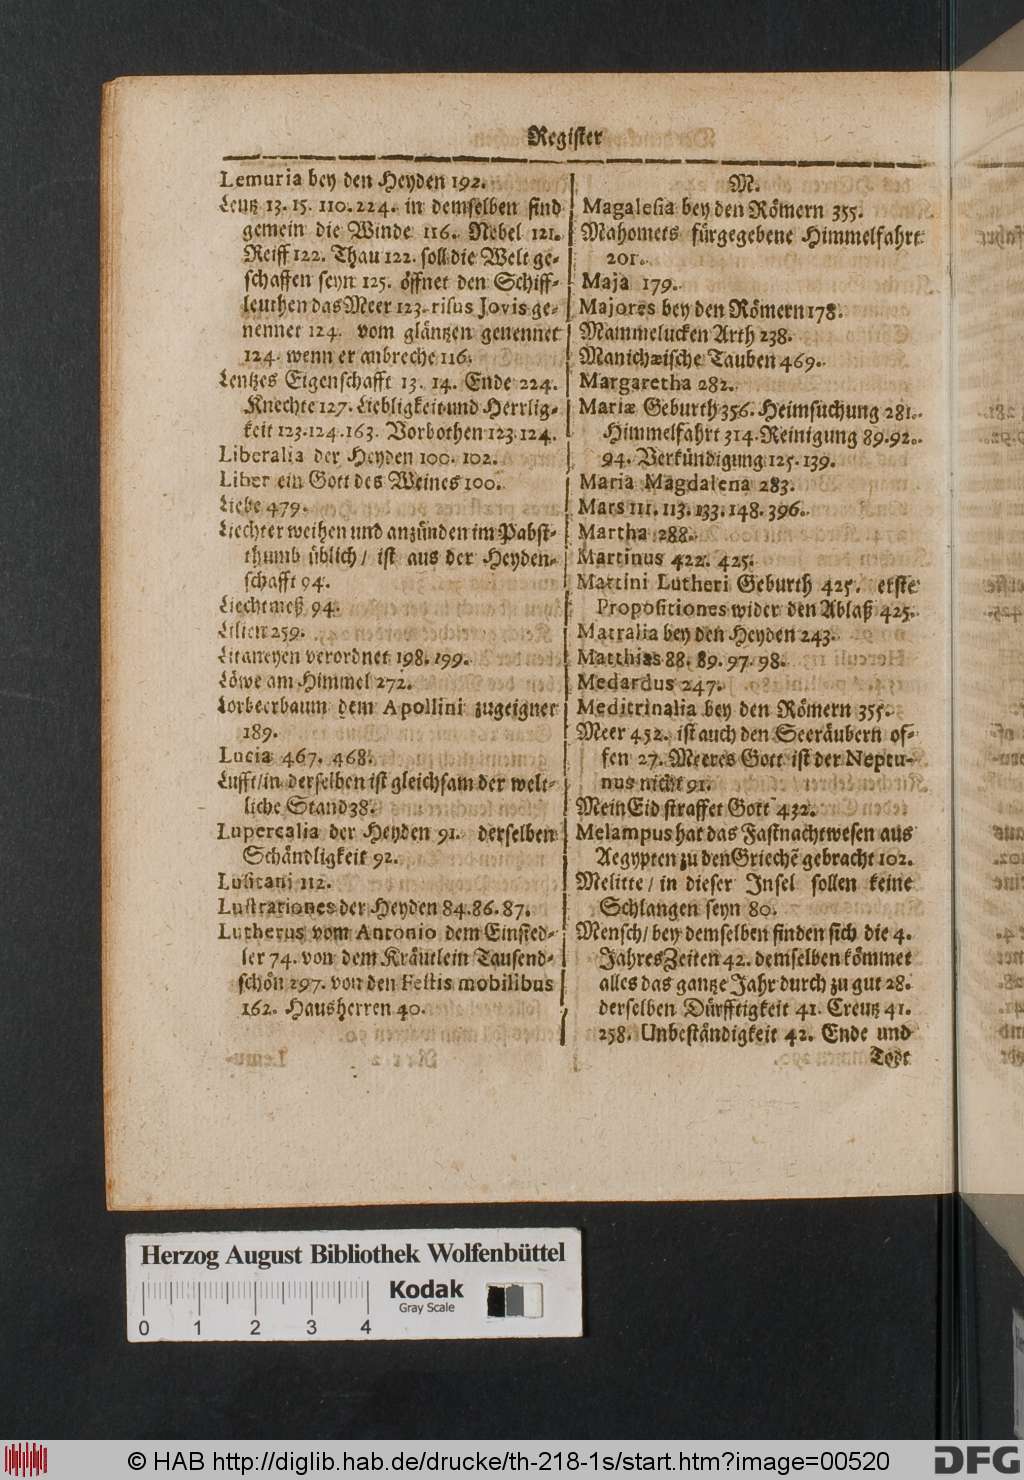 Register
Lemuria bey den Heyden 192.
Lentz 13. 15. 110. 224. in demselben sind
gemein die Winde 116. Nebel 121.
Reiff 122. Thau 122. soll die Welt ge-
schaffen seyn 125. öffnet den Schiff-
leuthen das Meer 123. risus Jovis ge-
nennet 124. vom gläntzen genennet
124. wenn er anbreche 116.
Lentzes Eigenschafft 13. 14. Ende 224.
Knechte 127. Liebligkeit und Herrlig-
keit 123. 124. 163. Vorbothen 123. 124.
Liberalia der Heyden 100. 102.
Liber ein Gott des Weines 100.
Liebe 479.
Liechter weihen und anzünden im Pabst-
thumb üblich / ist aus der Heyden-
schafft 94.
Liechtmeß 94.
Lilien 259.
Litaneyen verordnet 198. 199.
Löwe am Himmel 272.
Lorbeerbaum dem Apollini zugeignet
189.
Lucia 467. 468.
Lufft / in derselben ist gleichsam der welt-
liche Stand 38.
Lupercalia der Heyden 91. derselben
Schändligkeit 92.
Lusitani 112.
Lustrationes der Heyden 84. 86. 87.
Lutherus vom Antonio dem Einsied-
ler 74. von dem Kräutlein Tausend-
schön 297. von den Festis mobilibus
162. Hausherren 40.
M.
Magalesia bey den Römern 355.
Mahomets fürgegebene Himmelfahrt
201.
Maja 179.
Majores bey den Römern 178.
Mammelucken Arth 238.
Manichæische Tauben 469.
Margaretha 282.
Mariæ Geburth 356. Heimsuchung 281.
Himmelfahrt 314. Reinigung 89. 92.
94. Verkündigung 125. 139.
Maria Magdalena 283.
Mars 111. 113. 133. 148. 396.
Martha 288.
Martinus 422. 425.
Martini Lutheri Geburth 425. erste
Propositiones wider den Ablaß 425.
Matralia bey den Heyden 243.
Matthias 88. 89. 97. 98.
Medardus 247.
Meditrinalia bey den Römern 355.
Meer 452. ist auch den Seeräubern of-
fen 27. Meeres Gott ist der Neptu-
nus nicht 91.
Mein Eid straffet Gott 432.
Melampus hat das Fastnachtwesen aus
Aegypten zu den Griechẽ gebracht 102.
Melitte / in dieser Insel sollen keine
Schlangen seyn 80.
Mensch / bey demselben finden sich die 4.
Jahres Zeiten 42. demselben kömmet
alles das gantze Jahr durch zu gut 28.
derselben Dürfftigkeit 41. Creutz 41.
258. Unbeständigkeit 42. Ende und
Todt
Herzog August Bibliothek Wolfenbüttel
Kodak
Gray Scale
0 1 2 3 4
© HAB http://diglib.hab.de/drucke/th-218-1s/start.htm?image=00520
DFG